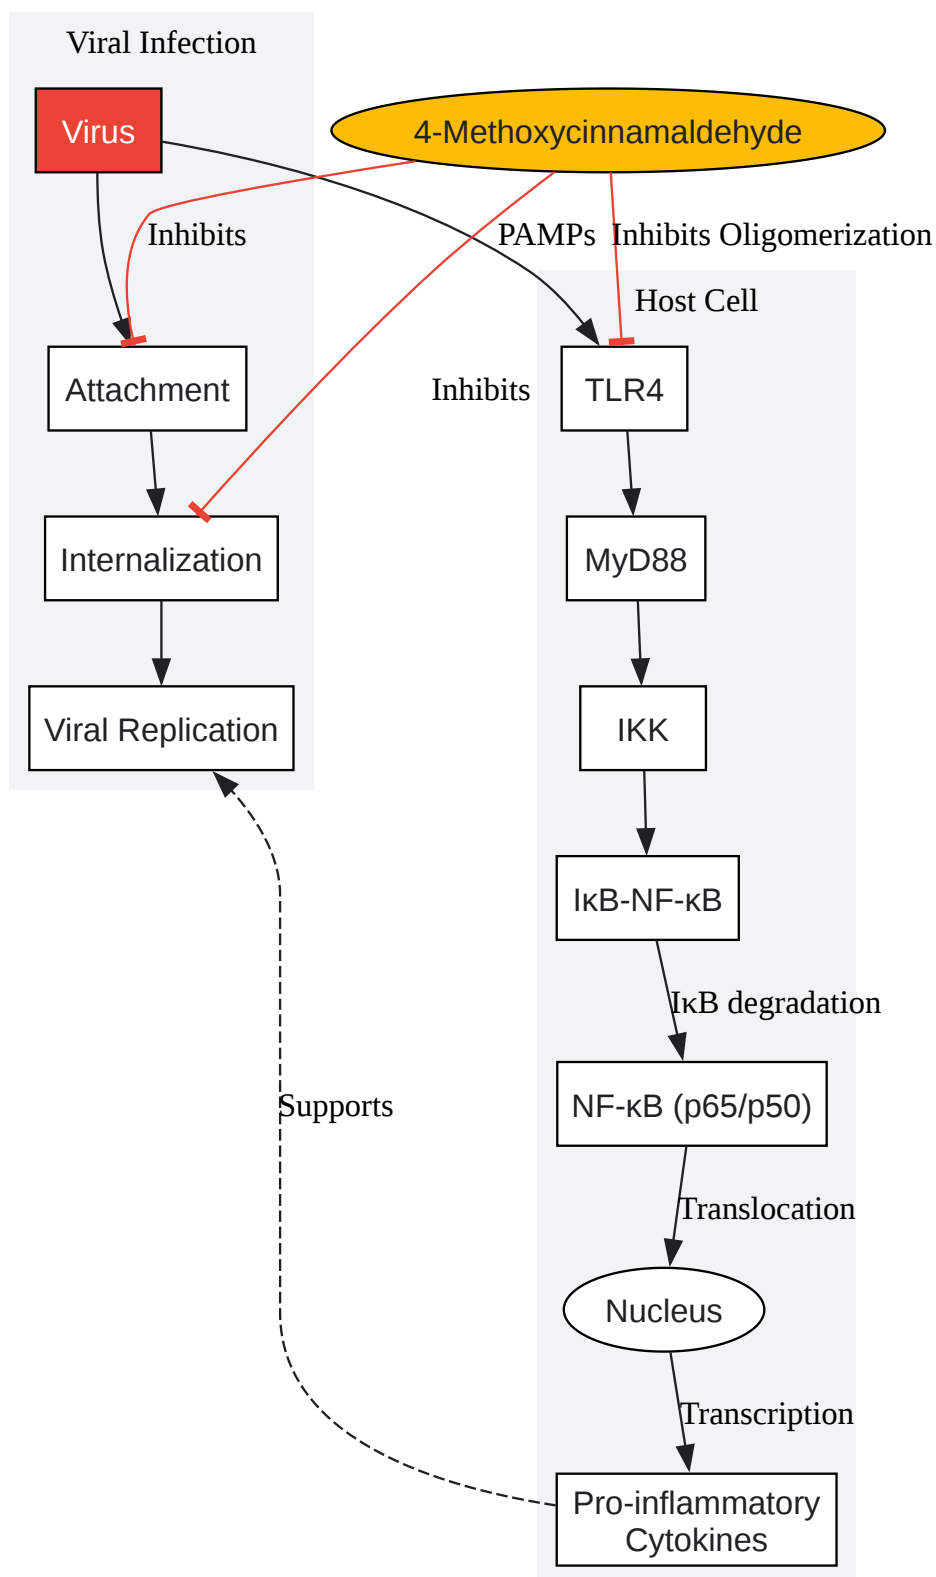 Viral Infection
Virus
4-Methoxycinnamaldehyde
Inhibits
PAMPs
Inhibits Oligomerization
Host Cell
Attachment
Inhibits
TLR4
Internalization
MyD88
Viral Replication
IKK
IκB-NF-κB
IκB degradation
Supports
NF-κB (p65/p50)
Translocation
Nucleus
Transcription
Pro-inflammatory
Cytokines